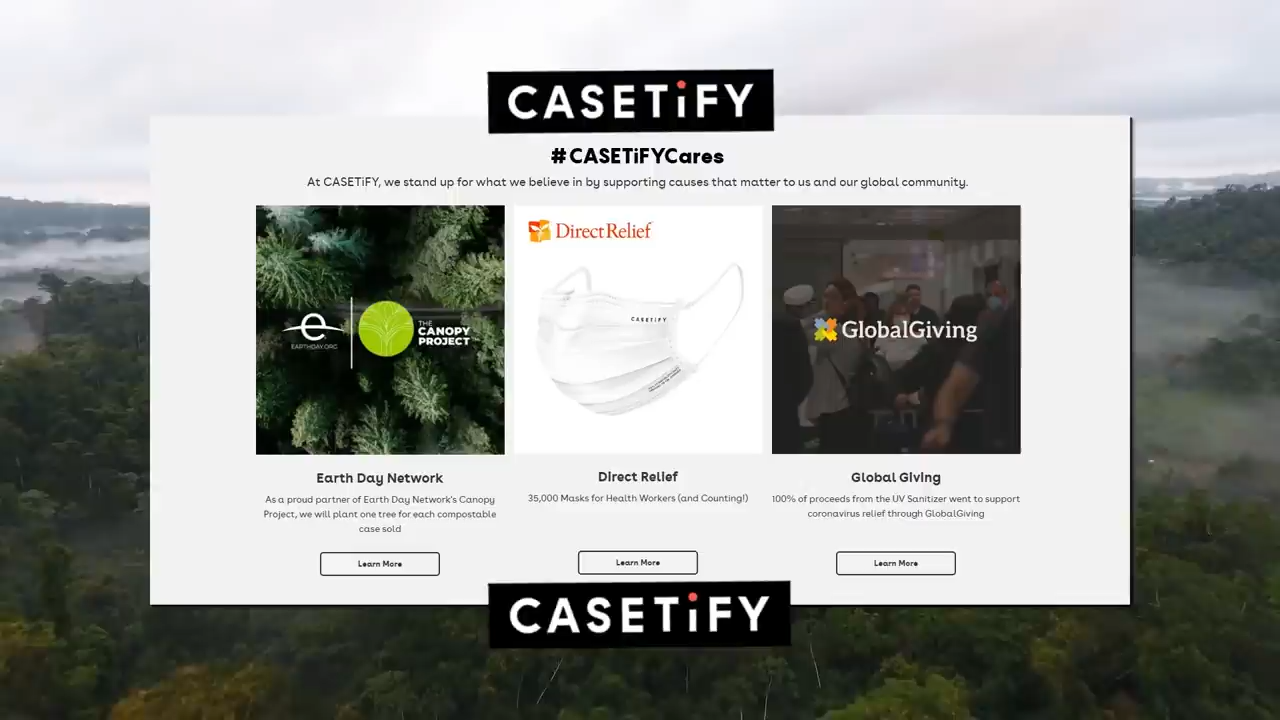 CASETiFY
#CASETiFYCares
At CASETiFY, we stand up for what we believe in by supporting causes that matter to us and our global community.
EARTHDAY.ORG
THE
CANOPY
PROJECT
DirectRelief
CASETiFY
GlobalGiving
Earth Day Network
As a proud partner of Earth Day Network's Canopy
Project, we will plant one tree for each compostable
case sold
Learn More
Direct Relief
35,000 Masks for Health Workers (and Counting!)
Learn More
Global Giving
100% of proceeds from the UV Sanitizer went to support
coronavirus relief through GlobalGiving
Learn More
CASETiFY